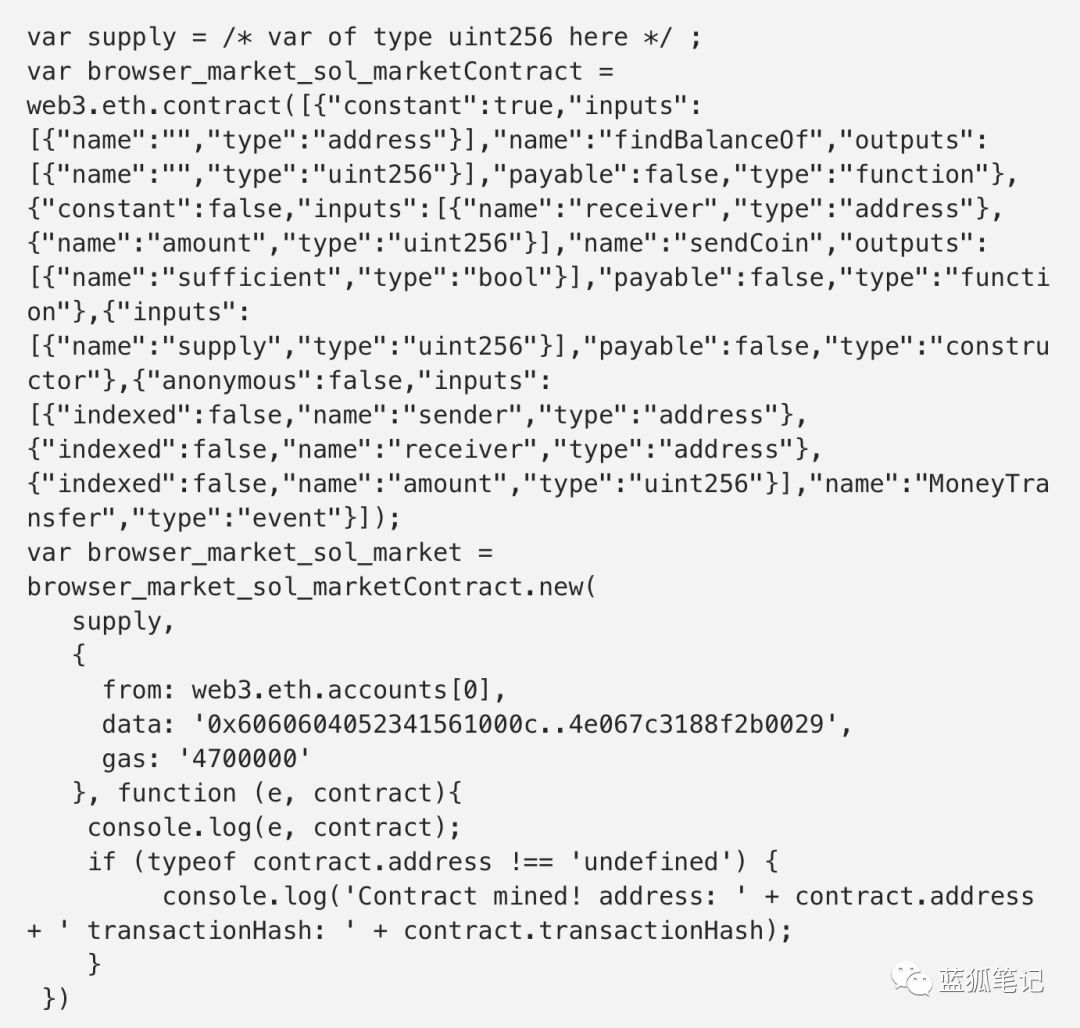 var supply = /* var of type uint256 here */ ;
var browser_market_sol_marketContract =
web3.eth.contract([{"constant":true,"inputs":
[{"name":"","type":"address"}],"name":"findBalanceOf","outputs":
[{"name":"","type":"uint256"}],"payable":false,"type":"function"},
{"constant":false,"inputs":[{"name":"receiver","type":"address"},
{"name":"amount","type":"uint256"}],"name":"sendCoin","outputs":
[{"name":"sufficient","type":"bool"}],"payable":false,"type":"functi
on"},{"inputs":
[{"name":"supply","type":"uint256"}],"payable":false,"type":"constru
ctor"},{"anonymous":false,"inputs":
[{"indexed":false,"name":"sender","type":"address"},
{"indexed":false,"name":"receiver","type":"address"},
{"indexed":false,"name":"amount","type":"uint256"}],"name":"MoneyTra
nsfer","type":"event"}]);
var browser_market_sol_market =
browser_market_sol_marketContract.new(
   supply,
   {
     from: web3.eth.accounts[0],
     data: '0x6060604052341561000c..4e067c3188f2b0029',
     gas: '4700000'
   }, function (e, contract){
    console.log(e, contract);
    if (typeof contract.address !== 'undefined') {
         console.log('Contract mined! address: ' + contract.address
+ ' transactionHash: ' + contract.transactionHash);
    }
 })
蓝狐笔记